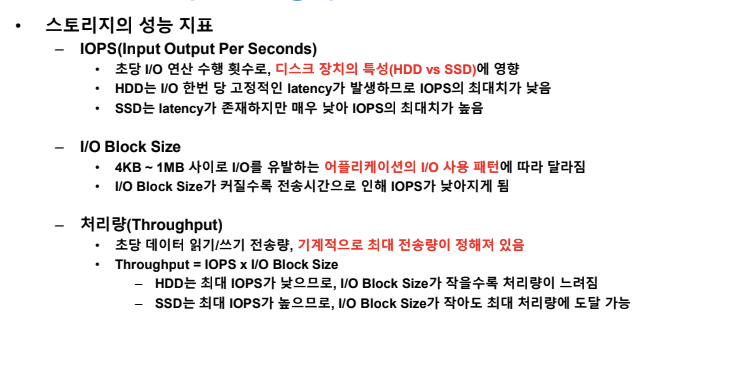 • 스토리지의 성능 지표
– IOPS(Input Output Per Seconds)
• 초당 I/O 연산 수행 횟수로, 디스크 장치의 특성(HDD vs SSD)에 영향
• HDD는 I/O 한번 당 고정적인 latency가 발생하므로 IOPS의 최대치가 낮음
• SSD는 latency가 존재하지만 매우 낮아 IOPS의 최대치가 높음
– I/O Block Size
• 4KB ~ 1MB 사이로 I/O를 유발하는 어플리케이션의 I/O 사용 패턴에 따라 달라짐
• I/O Block Size가 커질수록 전송시간으로 인해 IOPS가 낮아지게 됨
– 처리량(Throughput)
• 초당 데이터 읽기/쓰기 전송량, 기계적으로 최대 전송량이 정해져 있음
• Throughput = IOPS x I/O Block Size
– HDD는 최대 IOPS가 낮으므로, I/O Block Size가 작을수록 처리량이 느려짐
– SSD는 최대 IOPS가 높으므로, I/O Block Size가 작아도 최대 처리량에 도달 가능